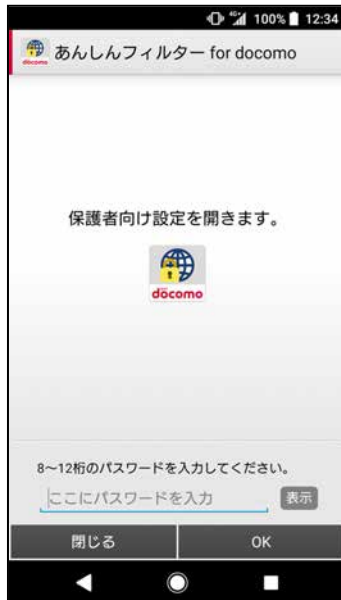 4G 100% 12:34
あんしんフィルター for docomo
保護者向け設定を開きます。
docomo
8～12桁のパスワードを入力してください。
ここにパスワードを入力
表示
閉じる OK